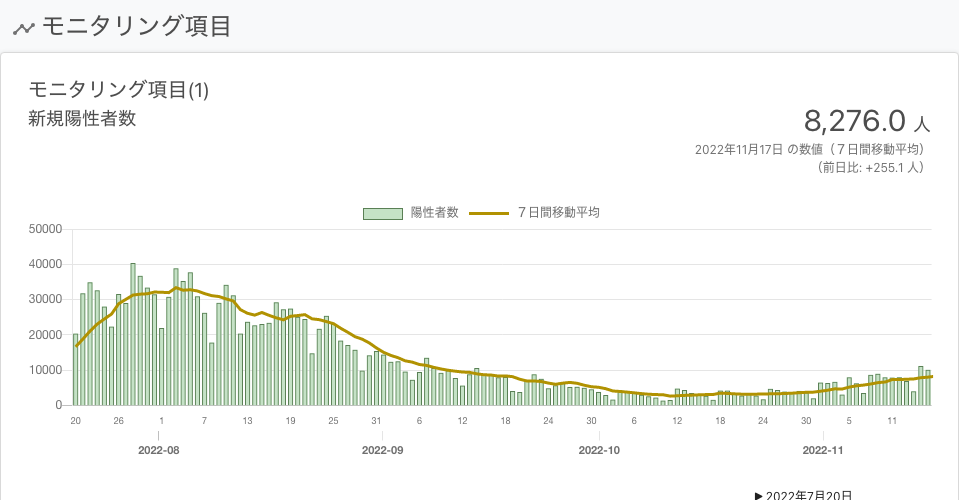 モニタリング項目
モニタリング項目(1)
新規陽性者数
8,276.0 人
2022年11月17日 の数値（７日間移動平均）
（前日比: +255.1 人）
陽性者数 ７日間移動平均
50000
40000
30000
20000
10000
0
20 26 1 7 13 19 25 31 6 12 18 24 30 6 12 18 24 30 5 11
2022-08 2022-09 2022-10 2022-11
▶ 2022年7月20日